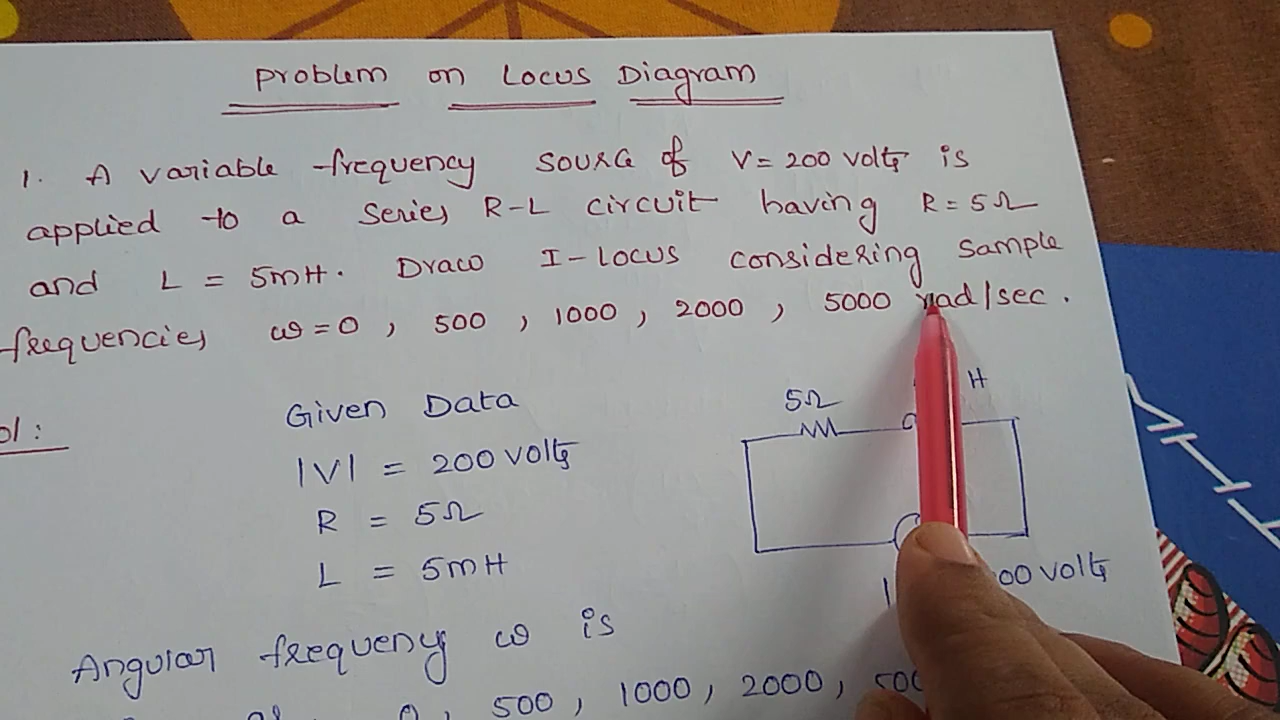 Problem on Locus Diagram
1. A variable frequency source of V = 200 volts is
applied to a series R-L circuit having R = 5Ω
and L = 5mH. Draw I-Locus considering sample
frequencies ω = 0, 500, 1000, 2000, 5000 rad/sec.
Given Data
5Ω H
|V| = 200 volts
R = 5Ω
L = 5mH
volts
Angular frequency ω is
0, 500, 1000, 2000,